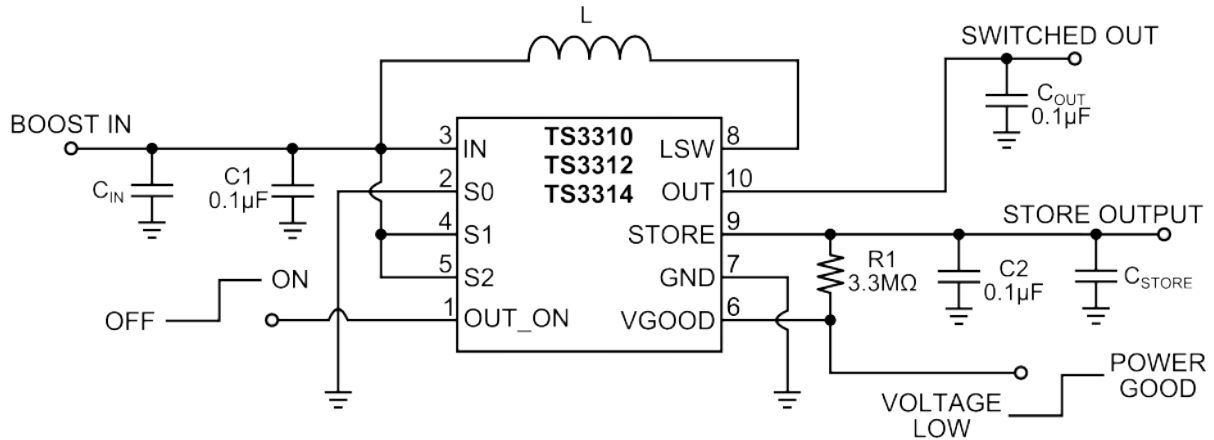 L
SWITCHED OUT
C_OUT
0.1µF
BOOST IN
C_IN
C1
0.1µF
3
IN
2
S0
4
S1
5
S2
1
OUT_ON
TS3310
TS3312
TS3314
LSW
8
OUT
10
STORE
9
GND
7
VGOOD
6
STORE OUTPUT
R1
3.3MΩ
C2
0.1µF
C_STORE
OFF
ON
VOLTAGE
LOW
POWER
GOOD